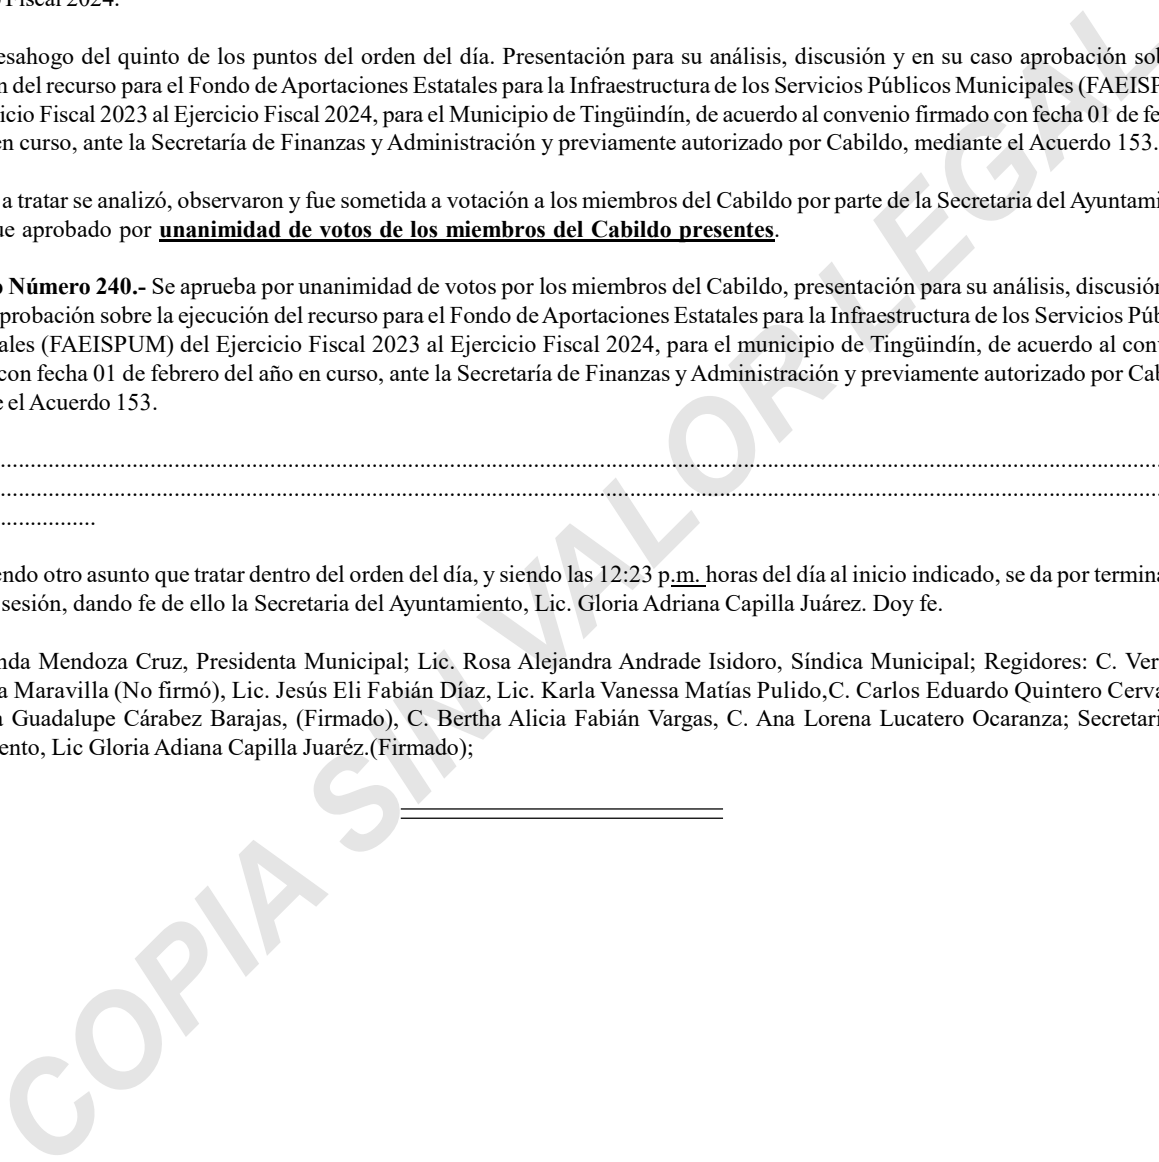 Fiscal 2024.
esahogo del quinto de los puntos del orden del día. Presentación para su análisis, discusión y en su caso aprobación sob
n del recurso para el Fondo de Aportaciones Estatales para la Infraestructura de los Servicios Públicos Municipales (FAEISP
icio Fiscal 2023 al Ejercicio Fiscal 2024, para el Municipio de Tingüindín, de acuerdo al convenio firmado con fecha 01 de fe
en curso, ante la Secretaría de Finanzas y Administración y previamente autorizado por Cabildo, mediante el Acuerdo 153.
a tratar se analizó, observaron y fue sometida a votación a los miembros del Cabildo por parte de la Secretaria del Ayuntami
ue aprobado por unanimidad de votos de los miembros del Cabildo presentes.
o Número 240.- Se aprueba por unanimidad de votos por los miembros del Cabildo, presentación para su análisis, discusión
probación sobre la ejecución del recurso para el Fondo de Aportaciones Estatales para la Infraestructura de los Servicios Púb
ales (FAEISPUM) del Ejercicio Fiscal 2023 al Ejercicio Fiscal 2024, para el municipio de Tingüindín, de acuerdo al con
con fecha 01 de febrero del año en curso, ante la Secretaría de Finanzas y Administración y previamente autorizado por Cab
e el Acuerdo 153.
endo otro asunto que tratar dentro del orden del día, y siendo las 12:23 p.m. horas del día al inicio indicado, se da por termina
sesión, dando fe de ello la Secretaria del Ayuntamiento, Lic. Gloria Adriana Capilla Juárez. Doy fe.
nda Mendoza Cruz, Presidenta Municipal; Lic. Rosa Alejandra Andrade Isidoro, Síndica Municipal; Regidores: C. Ver
a Maravilla (No firmó), Lic. Jesús Eli Fabián Díaz, Lic. Karla Vanessa Matías Pulido,C. Carlos Eduardo Quintero Cerva
a Guadalupe Cárabez Barajas, (Firmado), C. Bertha Alicia Fabián Vargas, C. Ana Lorena Lucatero Ocaranza; Secretari
ento, Lic Gloria Adiana Capilla Juaréz.(Firmado);
COPIA SIN VALOR LEGAL